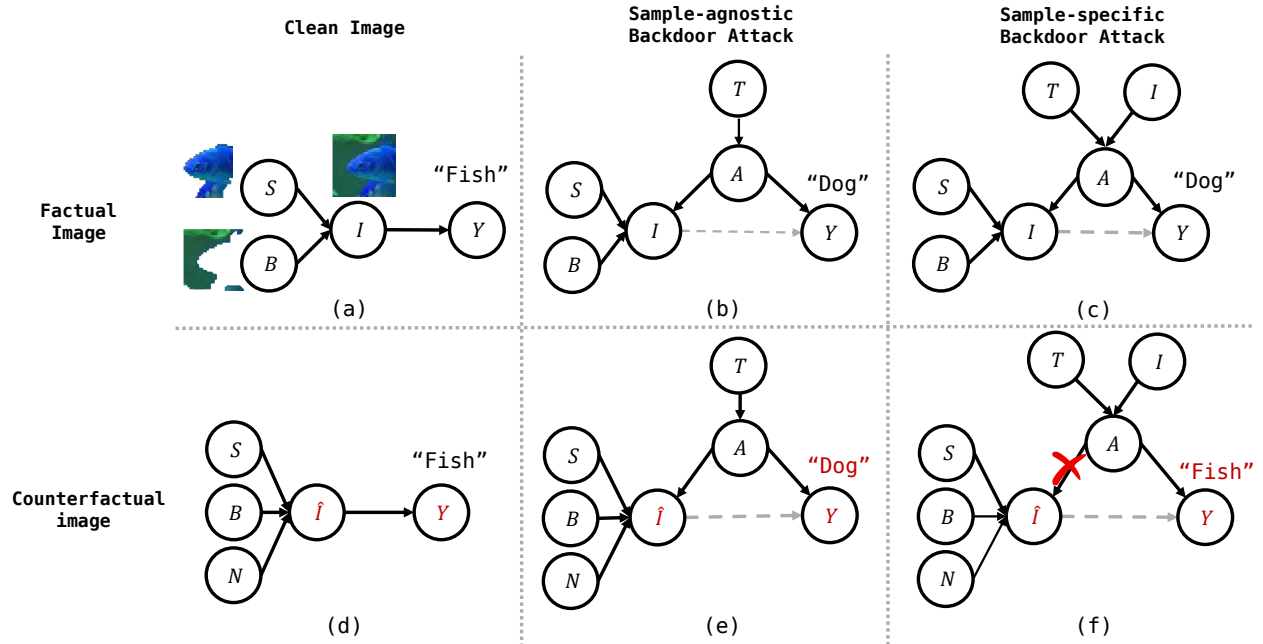 Clean Image
Sample-agnostic
Backdoor Attack
Sample-specific
Backdoor Attack
Factual
Image
S
B
I
Y
“Fish”
(a)
T
A
S
B
I
Y
“Dog”
(b)
T
I
A
S
B
I
Y
“Dog”
(c)
Counterfactual
image
S
B
N
Î
Y
“Fish”
(d)
T
A
S
B
N
Î
Y
“Dog”
(e)
T
I
A
S
B
N
Î
Y
“Fish”
(f)